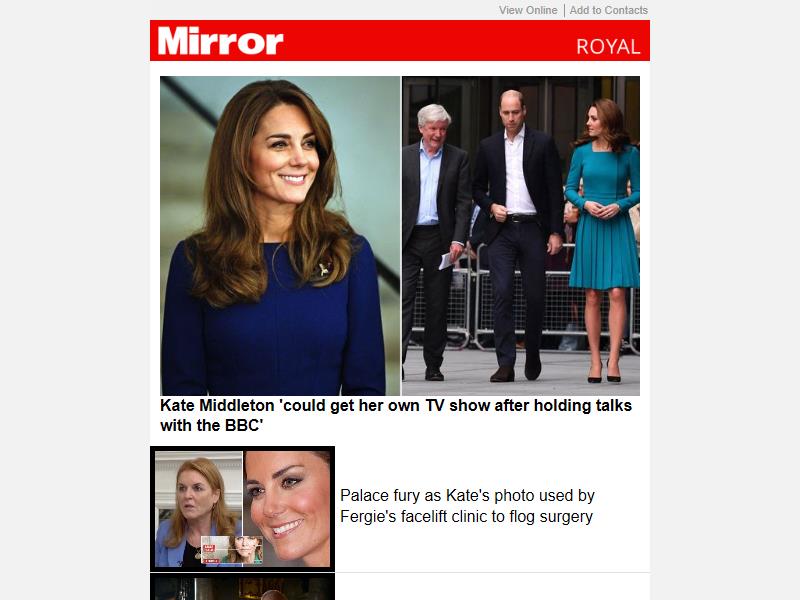 View Online | Add to Contacts
Mirror
ROYAL
Kate Middleton 'could get her own TV show after holding talks
with the BBC'
Palace fury as Kate's photo used by
Fergie's facelift clinic to flog surgery